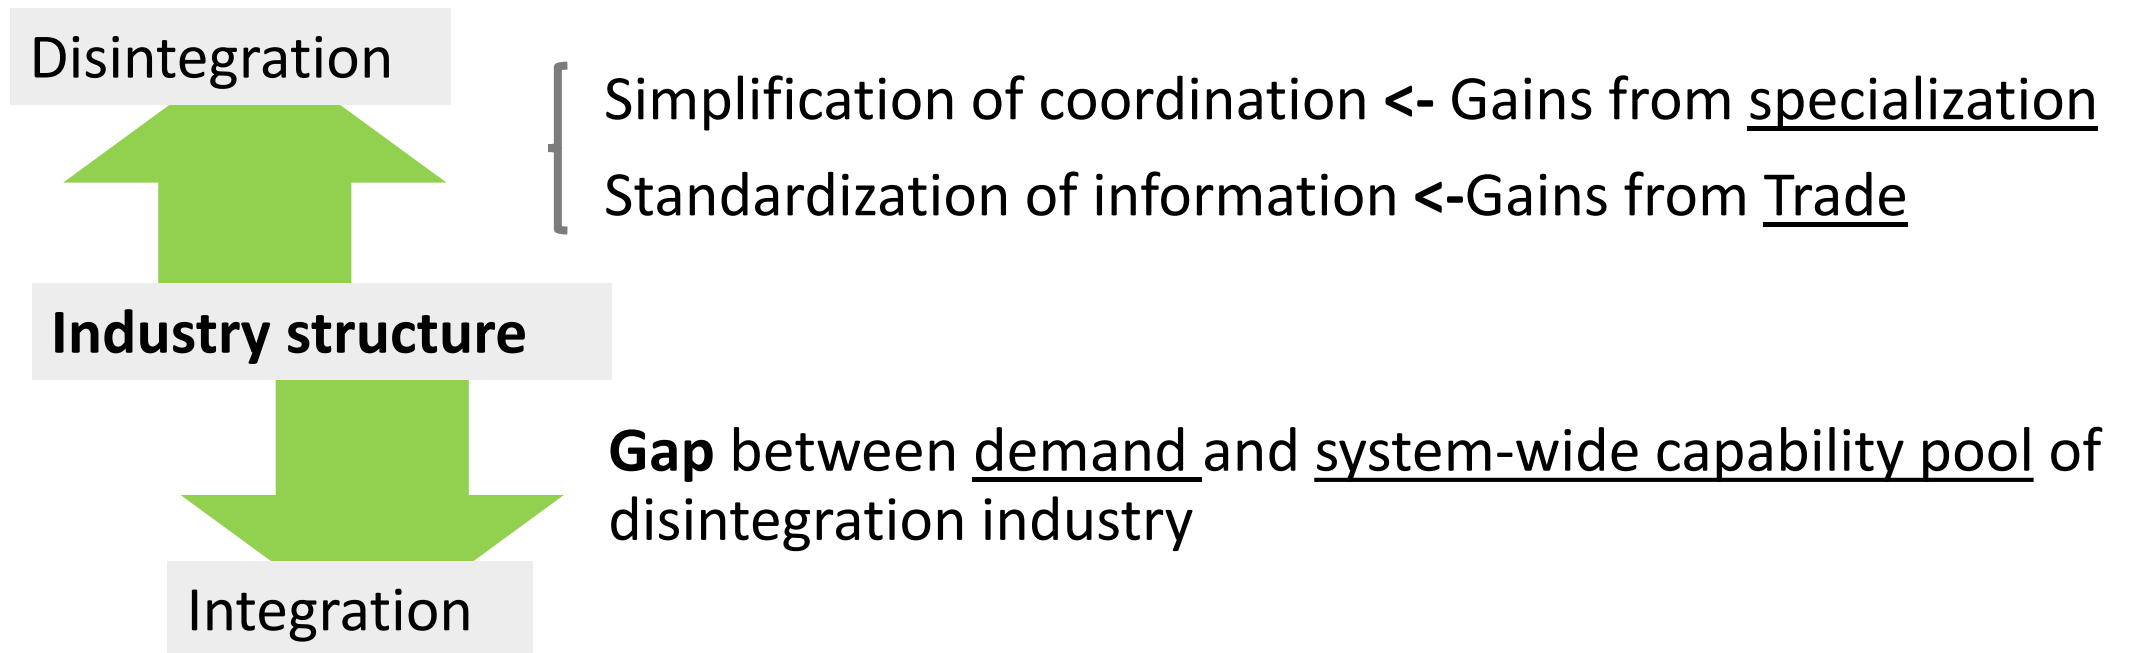 Disintegration
Simplification of coordination <- Gains from specialization
Standardization of information <-Gains from Trade
Industry structure
Gap between demand and system-wide capability pool of
disintegration industry
Integration